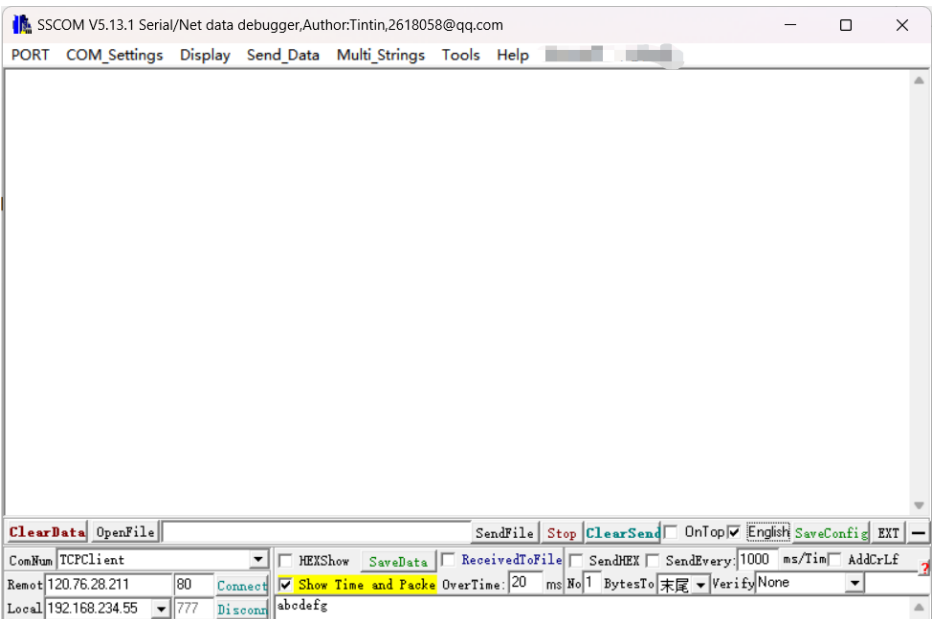 SSCOM V5.13.1 Serial/Net data debugger,Author:Tintin,2618058@qq.com
PORT COM_Settings Display Send_Data Multi_Strings Tools Help
ClearData OpenFile SendFile Stop ClearSend OnTop English SaveConfig EXT —
ComNum TCPClient HEXShow SaveData ReceivedToFile SendHEX SendEvery: 1000 ms/Tim AddCrLf ?
Remot 120.76.28.211 80 Connect Show Time and Packe OverTime: 20 ms No 1 BytesTo 末尾 Verify None
Local 192.168.234.55 777 Disconn abcdefg